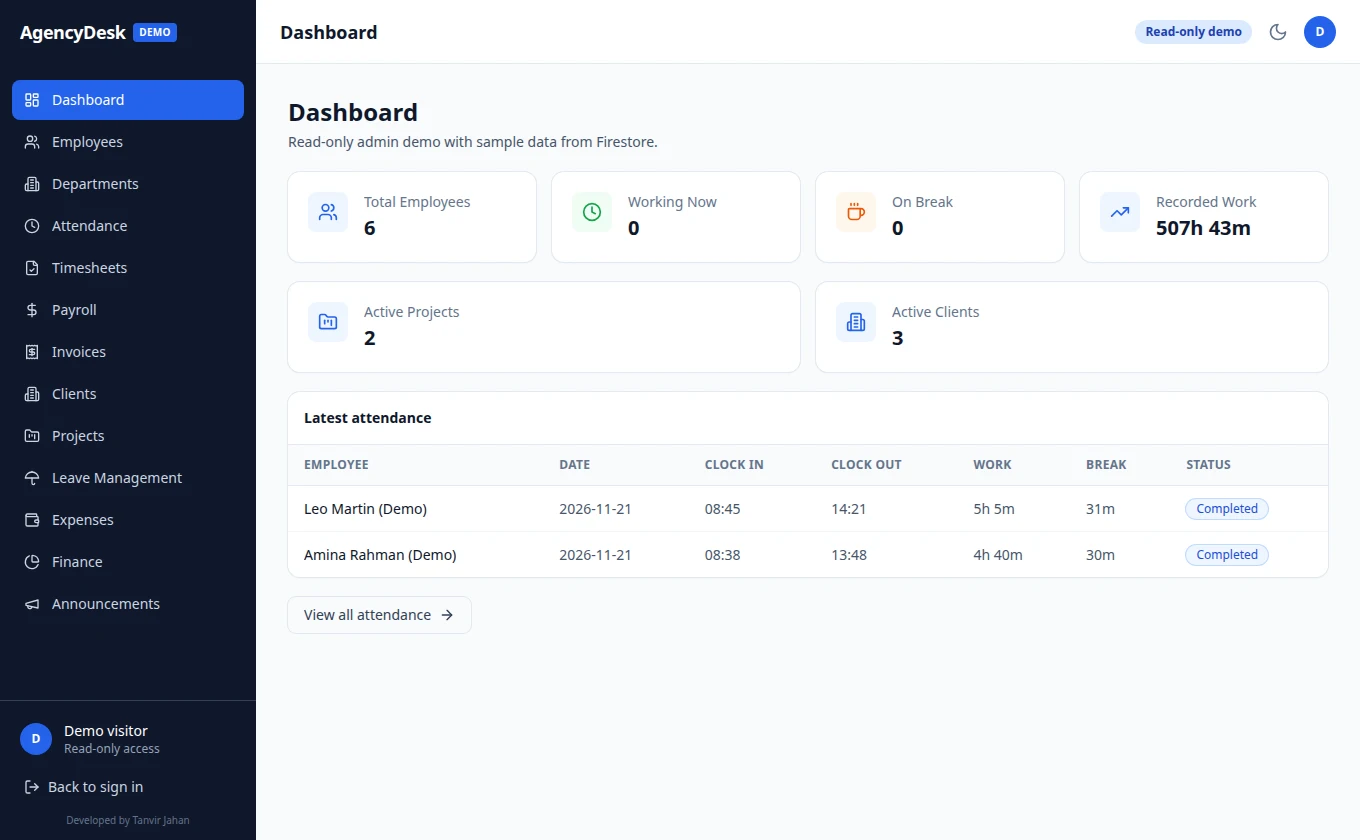 AgencyDesk DEMO
Dashboard
Employees
Departments
Attendance
Timesheets
Payroll
Invoices
Clients
Projects
Leave Management
Expenses
Finance
Announcements
D
Demo visitor
Read-only access
Back to sign in
Developed by Tanvir Jahan
Dashboard
Read-only demo
D
Dashboard
Read-only admin demo with sample data from Firestore.
Total Employees
6
Working Now
0
On Break
0
Recorded Work
507h 43m
Active Projects
2
Active Clients
3
Latest attendance
EMPLOYEE DATE CLOCK IN CLOCK OUT WORK BREAK STATUS
Leo Martin (Demo) 2026-11-21 08:45 14:21 5h 5m 31m Completed
Amina Rahman (Demo) 2026-11-21 08:38 13:48 4h 40m 30m Completed
View all attendance